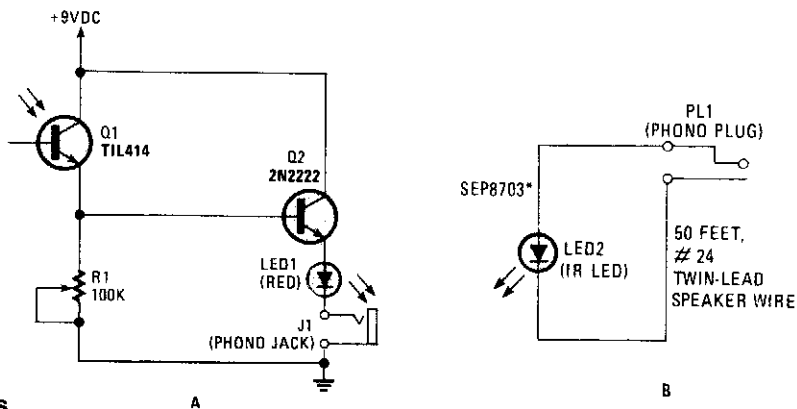 +9VDC
Q1
TIL414
Q2
2N2222
R1
100K
LED1
(RED)
J1
(PHONO JACK)
A
PL1
(PHONO PLUG)
SEP8703*
LED2
(IR LED)
50 FEET,
# 24
TWIN-LEAD
SPEAKER WIRE
B